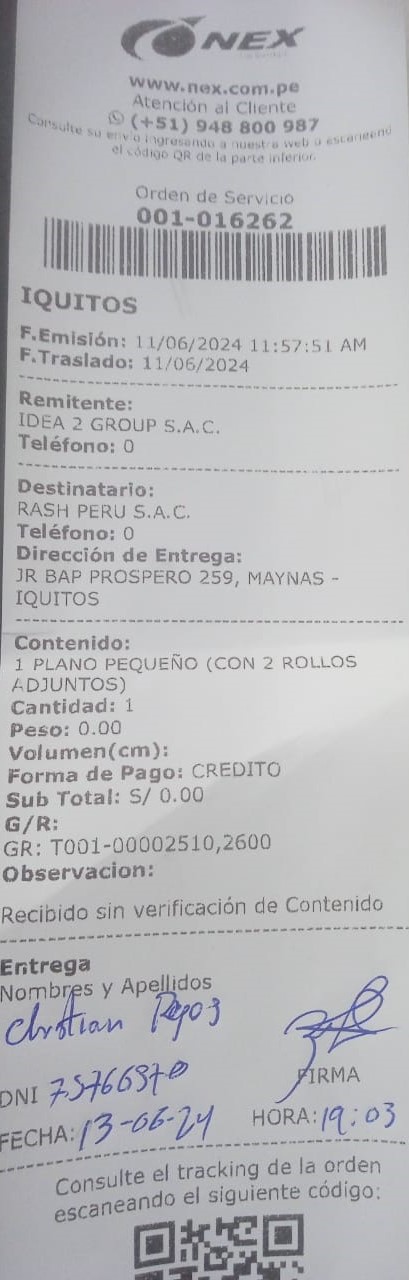 NEX
www.nex.com.pe
Atención al Cliente
(+51) 948 800 987
Consulte su envío ingresando a nuestra web o escaneando
el código QR de la parte inferior.
Orden de Servicio
001-016262
IQUITOS
F.Emisión: 11/06/2024 11:57:51 AM
F.Traslado: 11/06/2024
Remitente:
IDEA 2 GROUP S.A.C.
Teléfono: 0
Destinatario:
RASH PERU S.A.C.
Teléfono: 0
Dirección de Entrega:
JR BAP PROSPERO 259, MAYNAS -
IQUITOS
Contenido:
1 PLANO PEQUEÑO (CON 2 ROLLOS
ADJUNTOS)
Cantidad: 1
Peso: 0.00
Volumen(cm):
Forma de Pago: CREDITO
Sub Total: S/ 0.00
G/R:
GR: T001-00002510,2600
Observacion:
Recibido sin verificación de Contenido
Entrega
Nombres y Apellidos
Chrstian
DNI
FIRMA
FECHA: 13-06-24 HORA: 19:03
Consulte el tracking de la orden
escaneando el siguiente código: